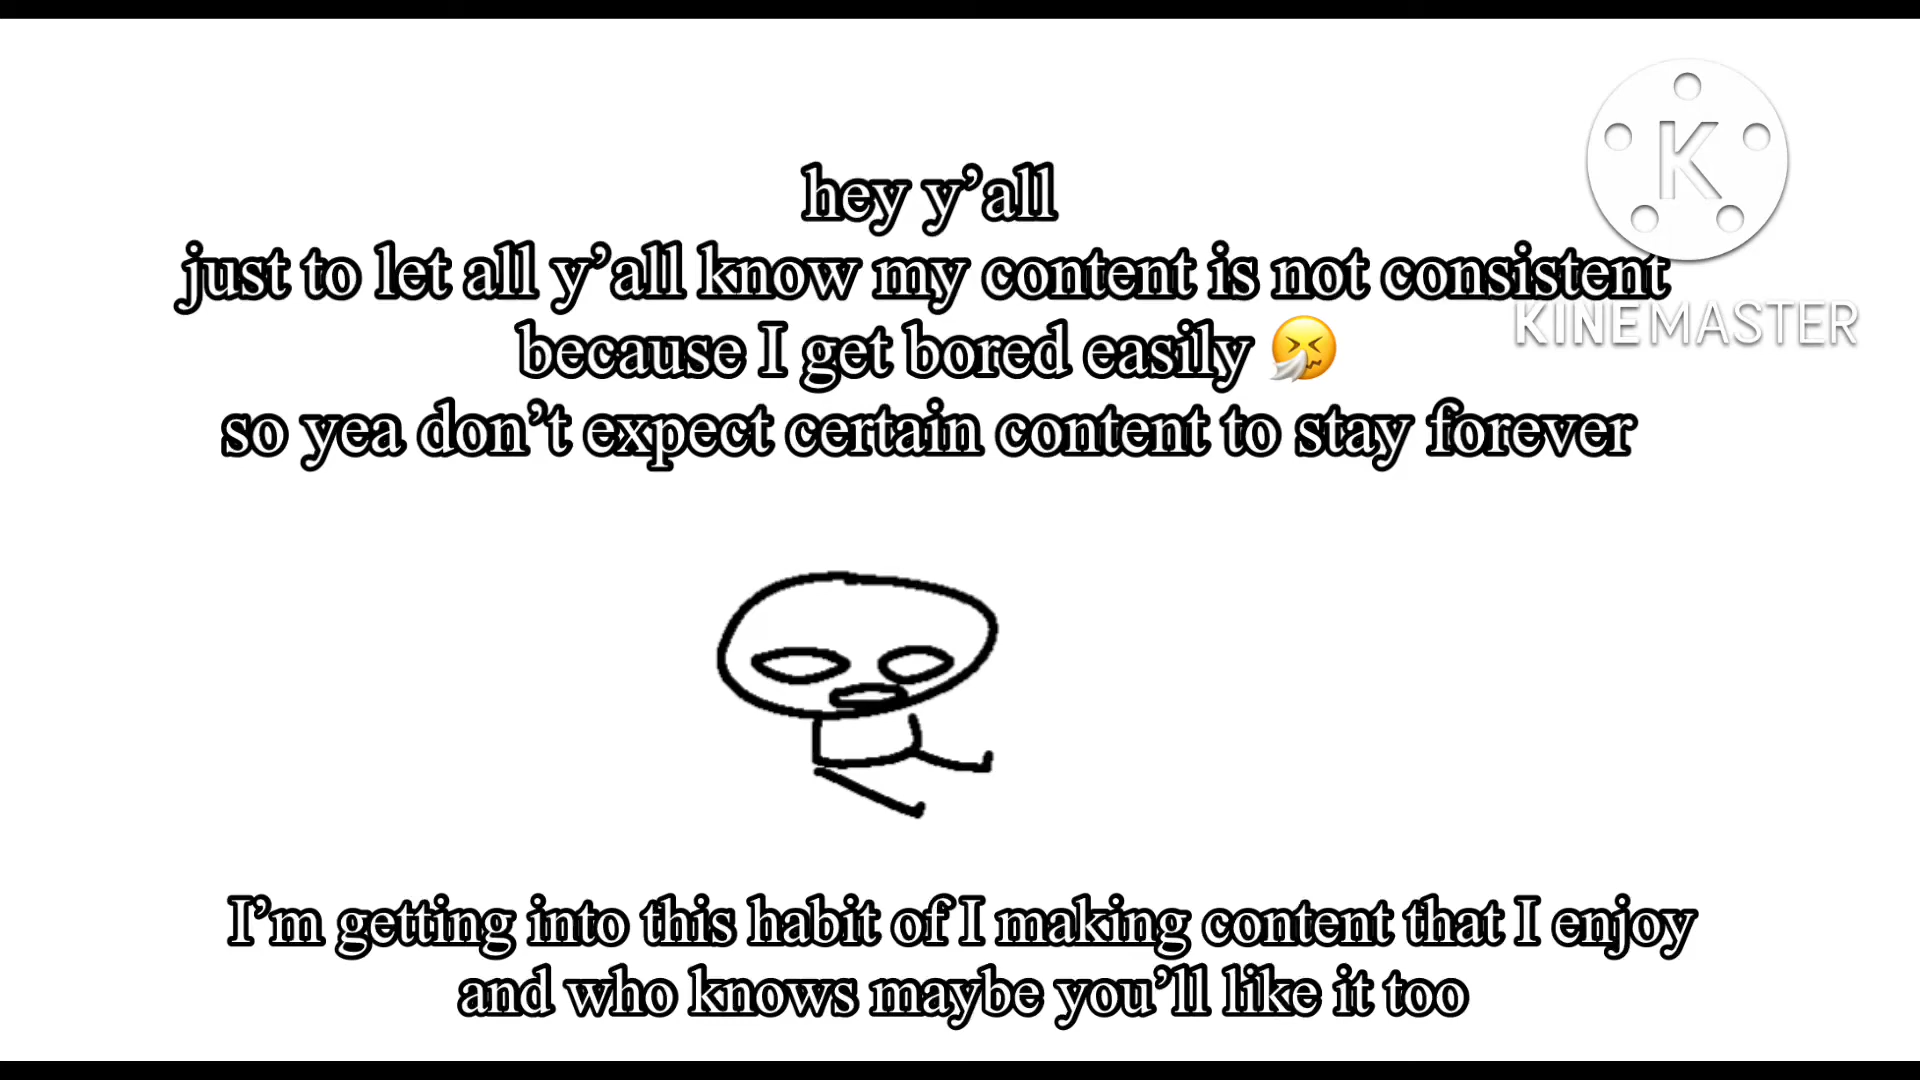 hey y’all
just to let all y’all know my content is not consistent
because I get bored easily 🤧
so yea don’t expect certain content to stay forever
K
KINEMASTER
I’m getting into this habit of I making content that I enjoy
and who knows maybe you’ll like it too